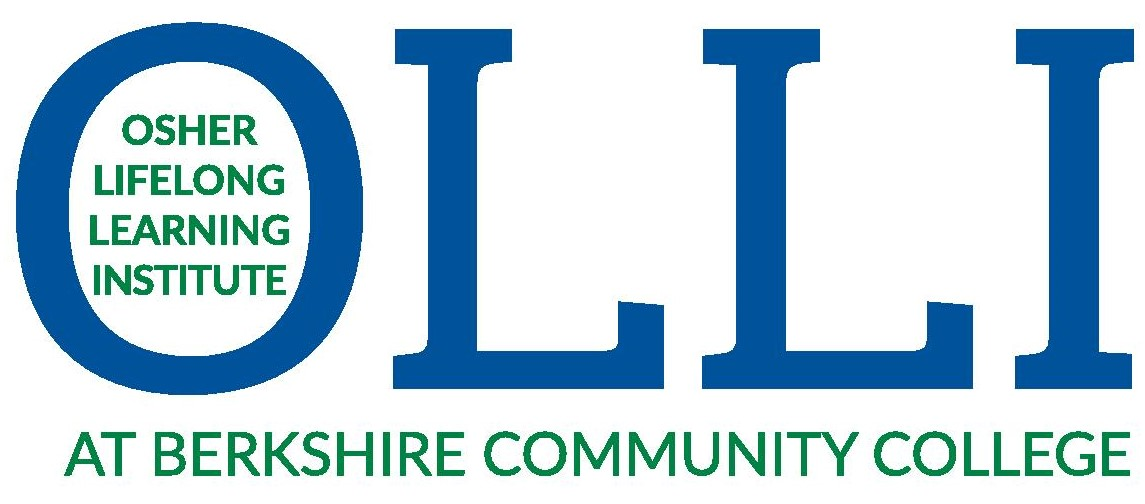 OLLI
OSHER
LIFELONG
LEARNING
INSTITUTE
AT BERKSHIRE COMMUNITY COLLEGE